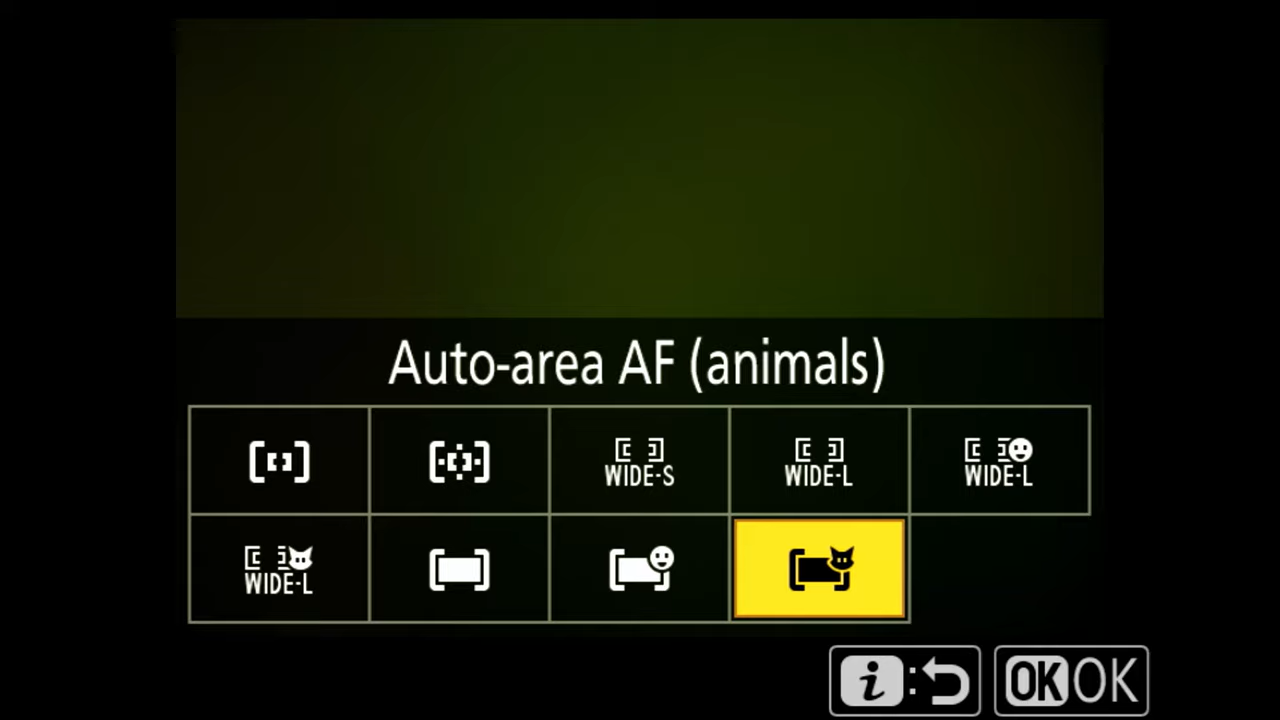 Auto-area AF (animals)
WIDE-S
WIDE-L
WIDE-L
WIDE-L
i : OK OK